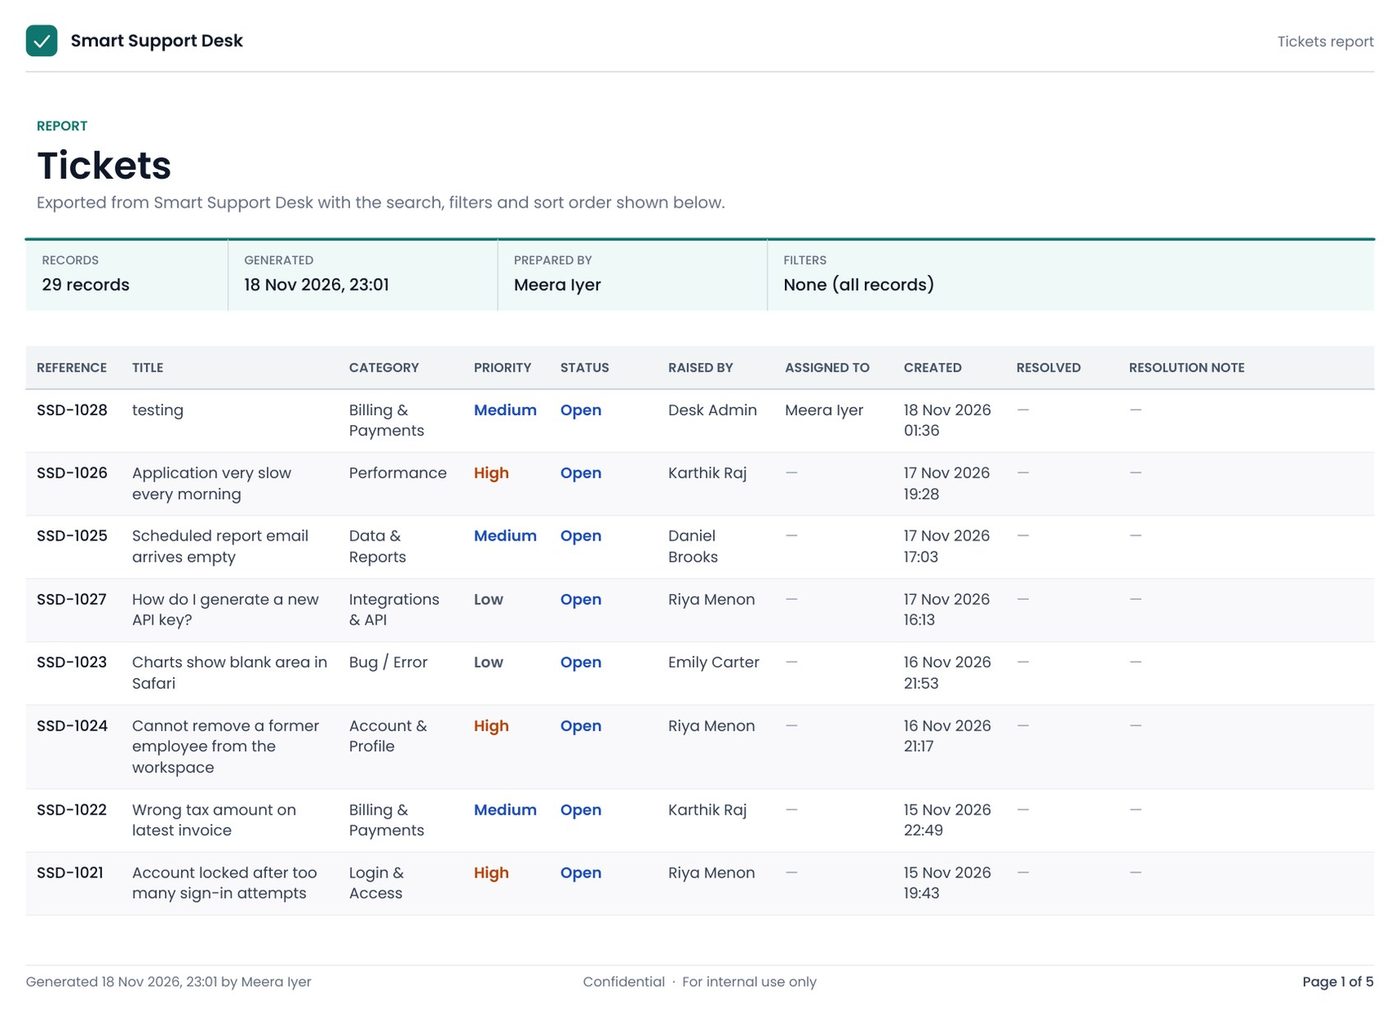 Smart Support Desk
Tickets report
REPORT
Tickets
Exported from Smart Support Desk with the search, filters and sort order shown below.
RECORDS GENERATED PREPARED BY FILTERS
29 records 18 Nov 2026, 23:01 Meera Iyer None (all records)
REFERENCE TITLE CATEGORY PRIORITY STATUS RAISED BY ASSIGNED TO CREATED RESOLVED RESOLUTION NOTE
SSD-1028 testing Billing & Medium Open Desk Admin Meera Iyer 18 Nov 2026 — —
Payments 01:36
SSD-1026 Application very slow Performance High Open Karthik Raj — 17 Nov 2026 — —
every morning 19:28
SSD-1025 Scheduled report email Data & Medium Open Daniel — 17 Nov 2026 — —
arrives empty Reports Brooks 17:03
SSD-1027 How do I generate a new Integrations Low Open Riya Menon — 17 Nov 2026 — —
API key? & API 16:13
SSD-1023 Charts show blank area in Bug / Error Low Open Emily Carter — 16 Nov 2026 — —
Safari 21:53
SSD-1024 Cannot remove a former Account & High Open Riya Menon — 16 Nov 2026 — —
employee from the Profile 21:17
workspace
SSD-1022 Wrong tax amount on Billing & Medium Open Karthik Raj — 15 Nov 2026 — —
latest invoice Payments 22:49
SSD-1021 Account locked after too Login & High Open Riya Menon — 15 Nov 2026 — —
many sign-in attempts Access 19:43
Generated 18 Nov 2026, 23:01 by Meera Iyer Confidential · For internal use only Page 1 of 5